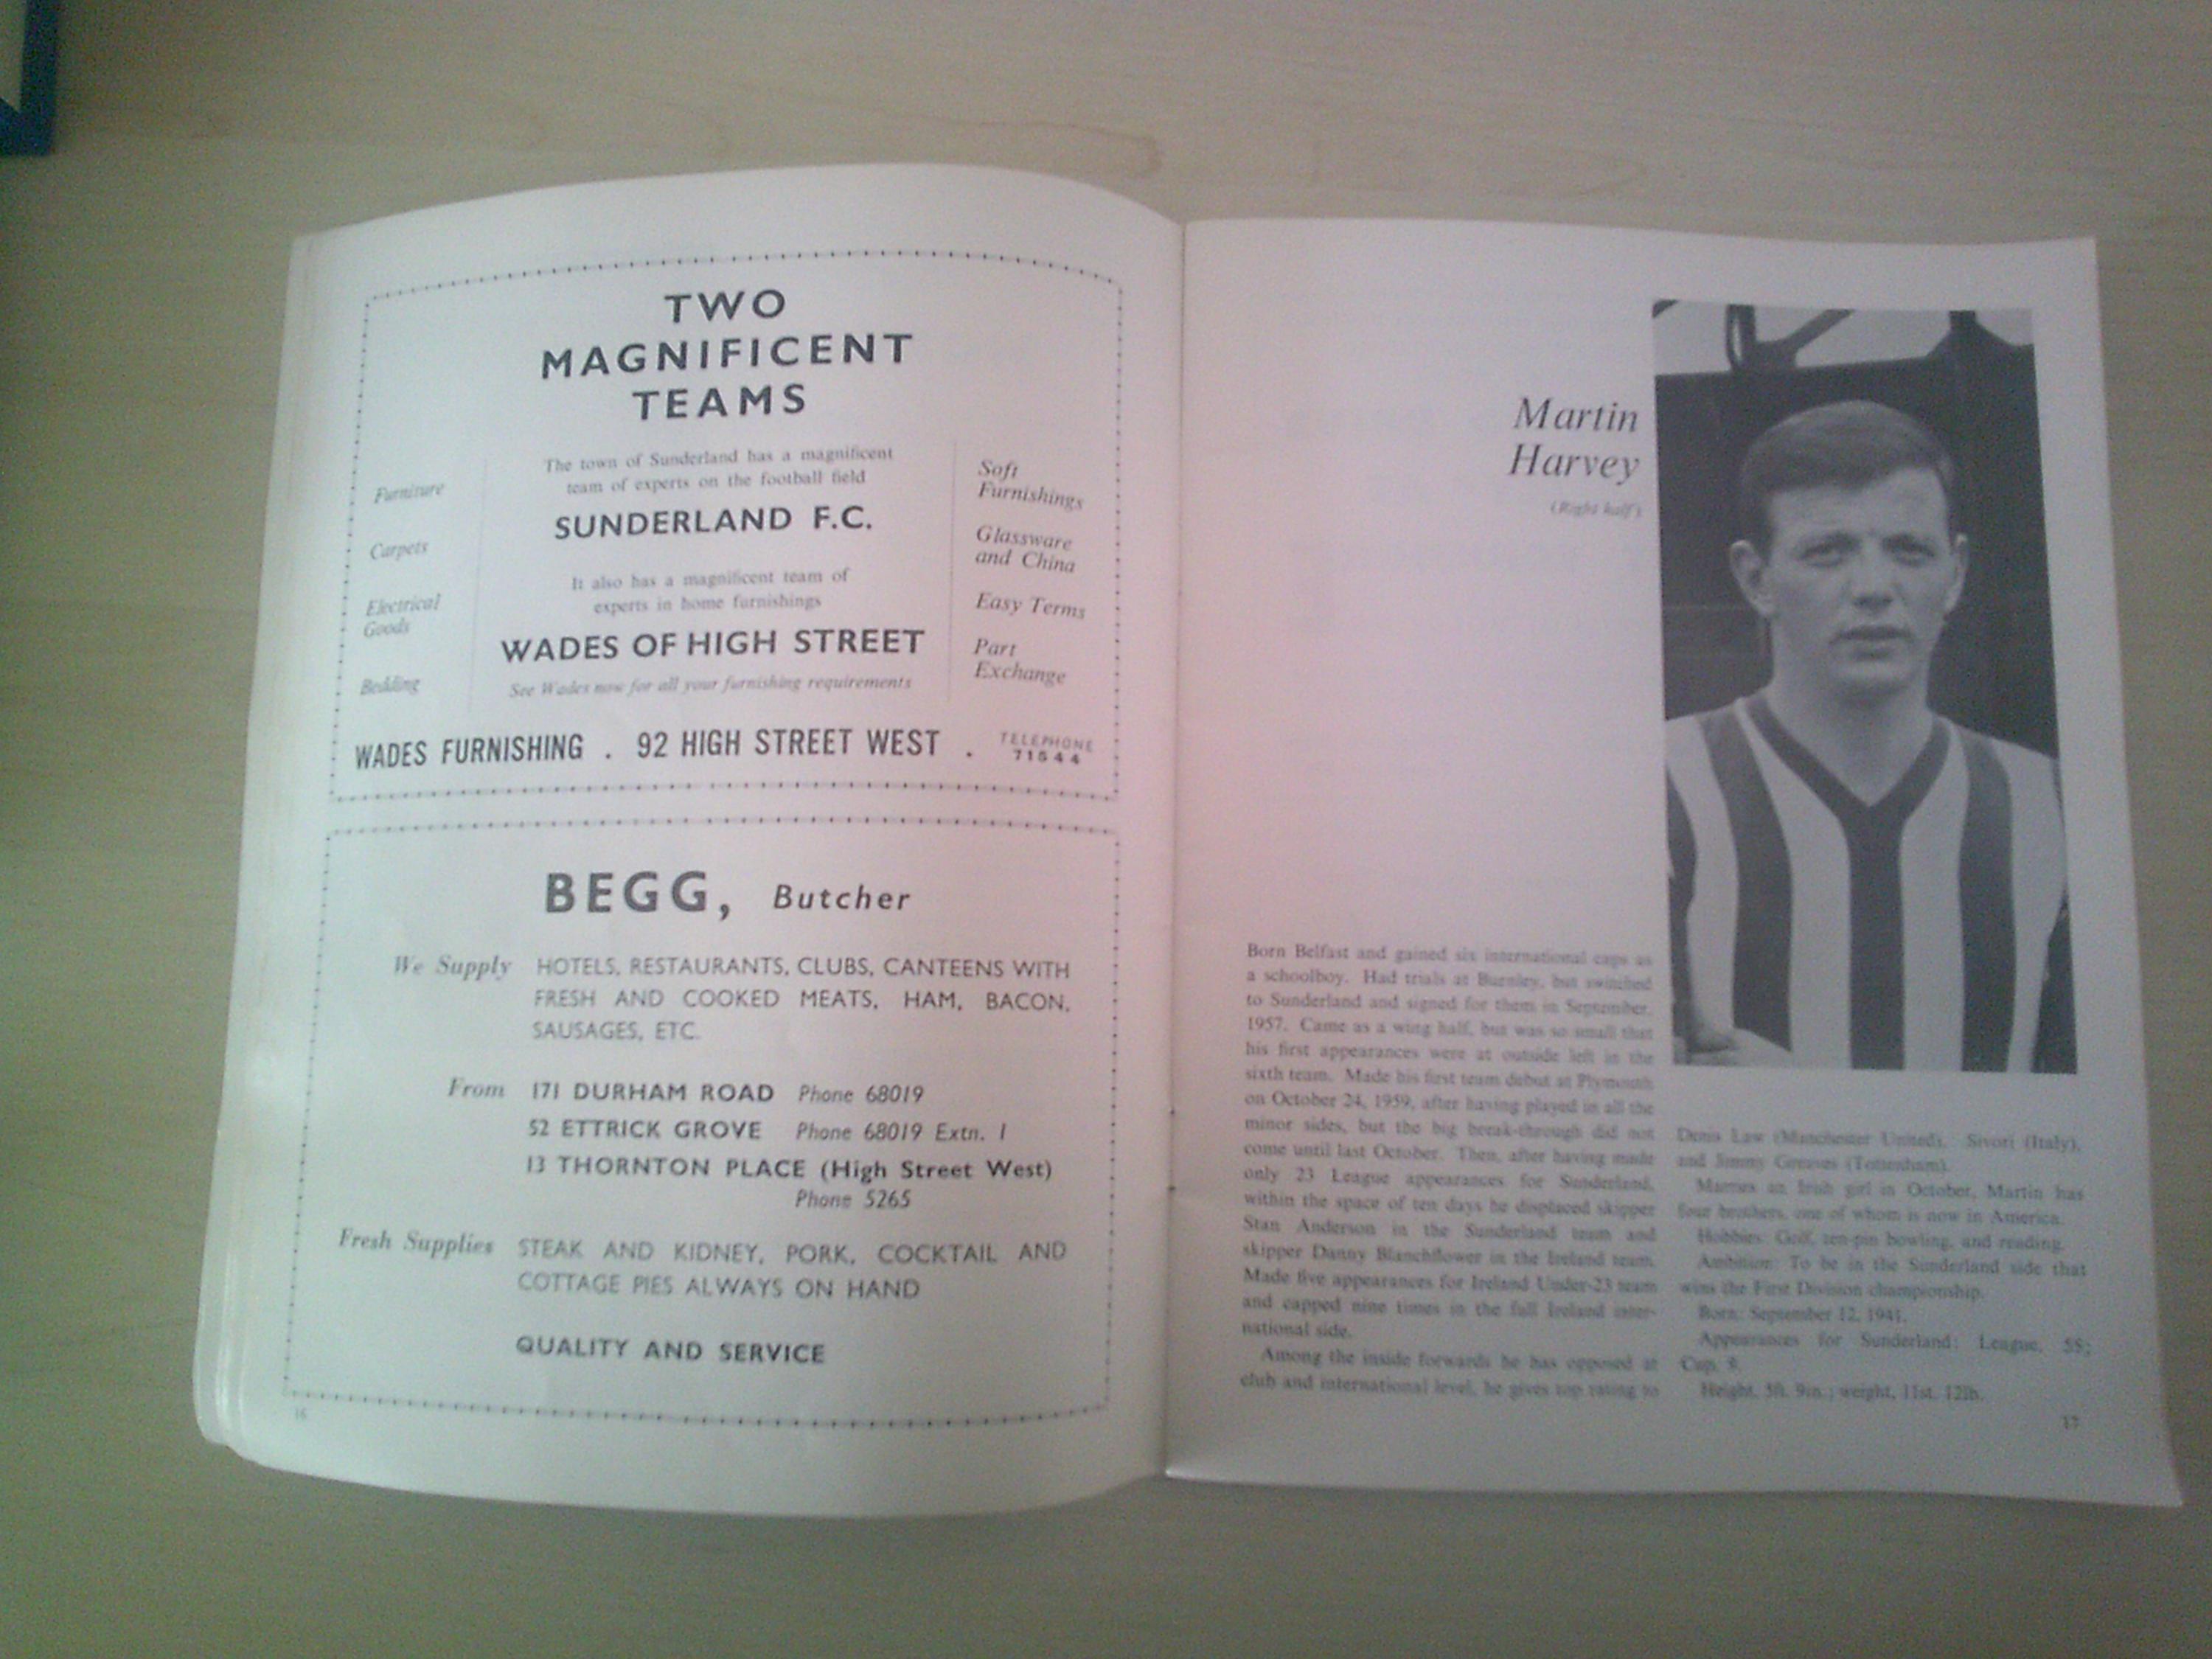 TWO
MAGNIFICENT
TEAMS
The town of Sunderland has a magnificent
team of experts on the football field
SUNDERLAND F.C.
It also has a magnificent team of
experts in home furnishings
WADES OF HIGH STREET
See Wades now for all your furnishing requirements
Furniture
Carpets
Electrical
Goods
Bedding
Soft
Furnishings
Glassware
and China
Easy Terms
Part
Exchange
WADES FURNISHING . 92 HIGH STREET WEST . TELEPHONE
71544
BEGG, Butcher
We Supply HOTELS, RESTAURANTS, CLUBS, CANTEENS WITH
FRESH AND COOKED MEATS, HAM, BACON,
SAUSAGES, ETC.
From 171 DURHAM ROAD Phone 68019
52 ETTRICK GROVE Phone 68019 Extn. 1
13 THORNTON PLACE (High Street West)
Phone 5265
Fresh Supplies STEAK AND KIDNEY, PORK, COCKTAIL AND
COTTAGE PIES ALWAYS ON HAND
QUALITY AND SERVICE
16
Martin
Harvey
(Right half)
Born Belfast and gained six international caps as
a schoolboy. Had trials at Burnley, but switched
to Sunderland and signed for them in September,
1957. Came as a wing half, but was so small that
his first appearances were at outside left in the
sixth team. Made his first team debut at Plymouth
on October 24, 1959, after having played in all the
minor sides, but the big break-through did not
come until last October. Then, after having made
only 23 League appearances for Sunderland,
within the space of ten days he displaced skipper
Stan Anderson in the Sunderland team and
skipper Danny Blanchflower in the Ireland team.
Made five appearances for Ireland Under-23 team
and capped nine times in the full Ireland inter-
national side.
Among the inside forwards he has opposed at
club and international level, he gives top rating to
Denis Law (Manchester United), Sivori (Italy),
and Jimmy Greaves (Tottenham).
Marries an Irish girl in October. Martin has
four brothers, one of whom is now in America.
Hobbies: Golf, ten-pin bowling, and reading.
Ambition: To be in the Sunderland side that
wins the First Division championship.
Born: September 12, 1941.
Appearances for Sunderland: League,
Cup,
Height, 5ft. 9in.; weight, 11st. 12lb.
17